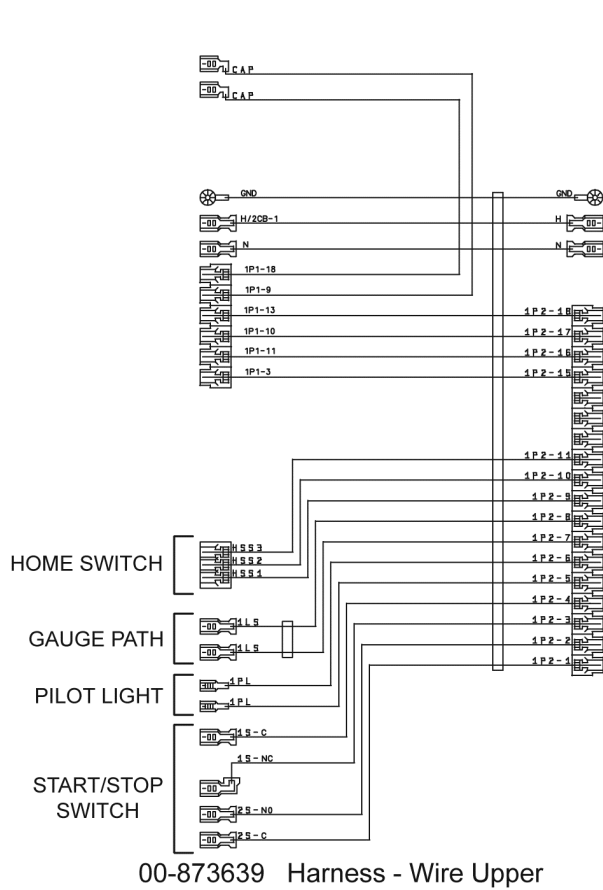 CAP
CAP
GND GND
H/2CB-1 H
N N
1P1-18
1P1-9
1P1-13 1P2-18
1P1-10 1P2-17
1P1-11 1P2-16
1P1-3 1P2-15
1P2-11
1P2-10
1P2-9
1P2-8
HOME SWITCH
HSS3 1P2-7
HSS2 1P2-6
HSS1 1P2-5
1P2-4
GAUGE PATH
1LS 1P2-3
1P2-2
1LS 1P2-1
PILOT LIGHT
1PL
1PL
START/STOP
SWITCH
1S-C
1S-NC
2S-NO
2S-C
00-873639 Harness - Wire Upper